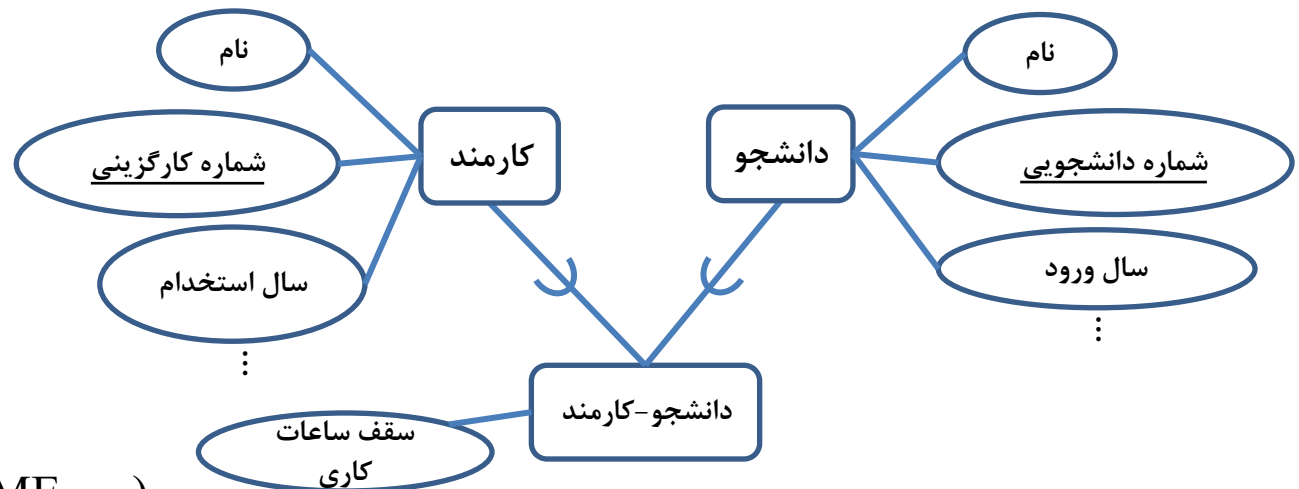 نام
نام
کارمند
دانشجو
شماره کارگزینی
شماره دانشجویی
سال استخدام
سال ورود
...
...
دانشجو-کارمند
سقف ساعات
کاری